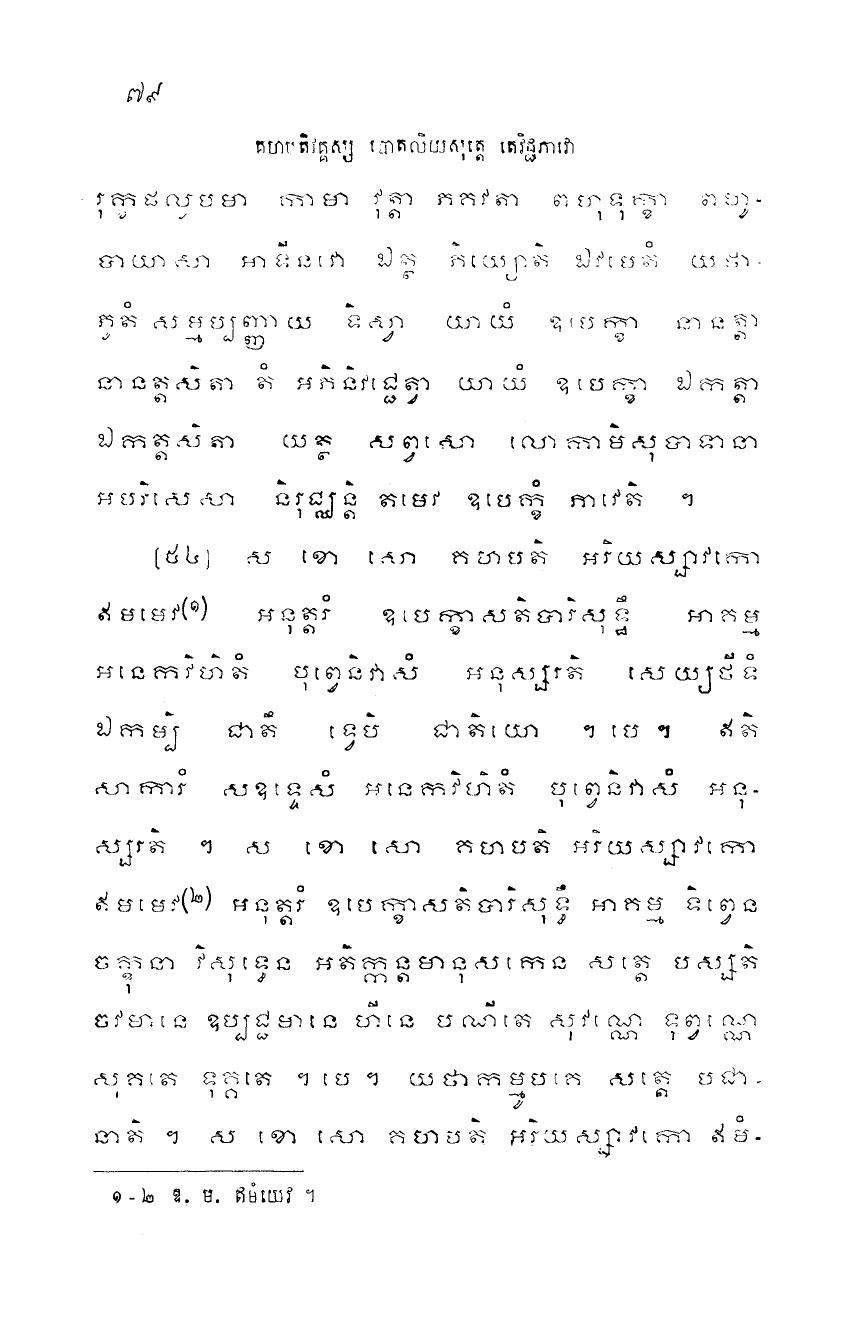 ៧៩
គហបតិវគ្គស្ស បោតលិយសុត្តេ តេវិជ្ជភាវោ
រុក្ខផលូបមា កាមា វុត្តា ភគវតា ពហុទុក្ខា ពហូ-
បាយាសា អាទីនវោ ឯត្ថ ភិយ្យោតិ ឯវមេតំ យថា-
ភូតំ សម្មប្បញ្ញាយ ទិស្វា យាយំ ឧបេក្ខា នានត្តា
នានត្តសិតា តំ អភិនិវជ្ជេត្វា យាយំ ឧបេក្ខា ឯកត្តា
ឯកត្តសិតា យត្ថ សព្វសោ លោកាមិសុបាទានា
អបរិសេសា និរុជ្ឈន្តិ តមេវ ឧបេក្ខំ ភាវេតិ ។
[៥៤] ស ខោ សោ គហបតិ អរិយស្សាវកោ
ឥមមេវ(១) អនុត្តរំ ឧបេក្ខាសតិបារិសុទ្ធឹ អាគម្ម
អនេកវិហិតំ បុព្វេនិវាសំ អនុស្សរតិ សេយ្យថីទំ
ឯកម្បិ ជាតឹ ទ្វេបិ ជាតិយោ ។ បេ ។ ឥតិ
សាការំ សឧទ្ទេសំ អនេកវិហិតំ បុព្វេនិវាសំ អនុ-
ស្សរតិ ។ ស ខោ សោ គហបតិ អរិយស្សាវកោ
ឥមមេវ(២) អនុត្តរំ ឧបេក្ខាសតិបារិសុទ្ធឹ អាគម្ម ទិព្វេន
ចក្ខុនា វិសុទ្ធេន អតិក្កន្តមានុសកេន សត្តេ បស្សតិ
ចវមានេ ឧប្បជ្ជមានេ ហីនេ បណីតេ សុវណ្ណេ ទុព្វណ្ណេ
សុគតេ ទុគ្គតេ ។ បេ ។ យថាកម្មូបគេ សត្តេ បជា-
នាតិ ។ ស ខោ សោ គហបតិ អរិយស្សាវកោ ឥមំ-
១-២ ឱ. ម. ឥមំយេវ ។